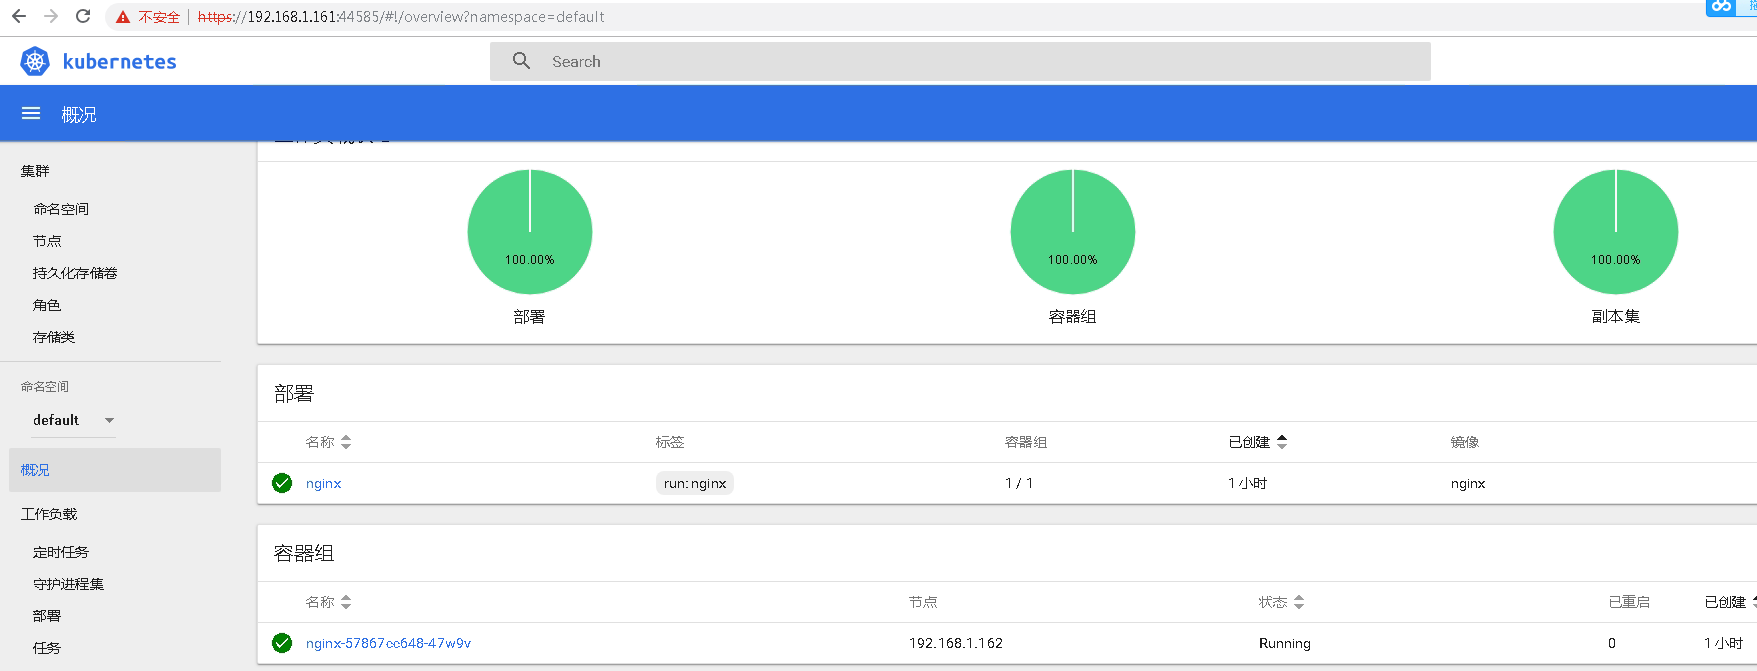 不安全 https://192.168.1.161:44585/#!/overview?namespace=default
kubernetes
Search
概况
集群
命名空间
节点
持久化存储卷
角色
存储类
命名空间
default
概况
工作负载
定时任务
守护进程集
部署
任务
100.00% 100.00% 100.00%
部署 容器组 副本集
部署
名称 标签 容器组 已创建 镜像
nginx run:nginx 1 / 1 1 小时 nginx
容器组
名称 节点 状态 已重启 已创建
nginx-57867cc648-47w9v 192.168.1.162 Running 0 1 小时